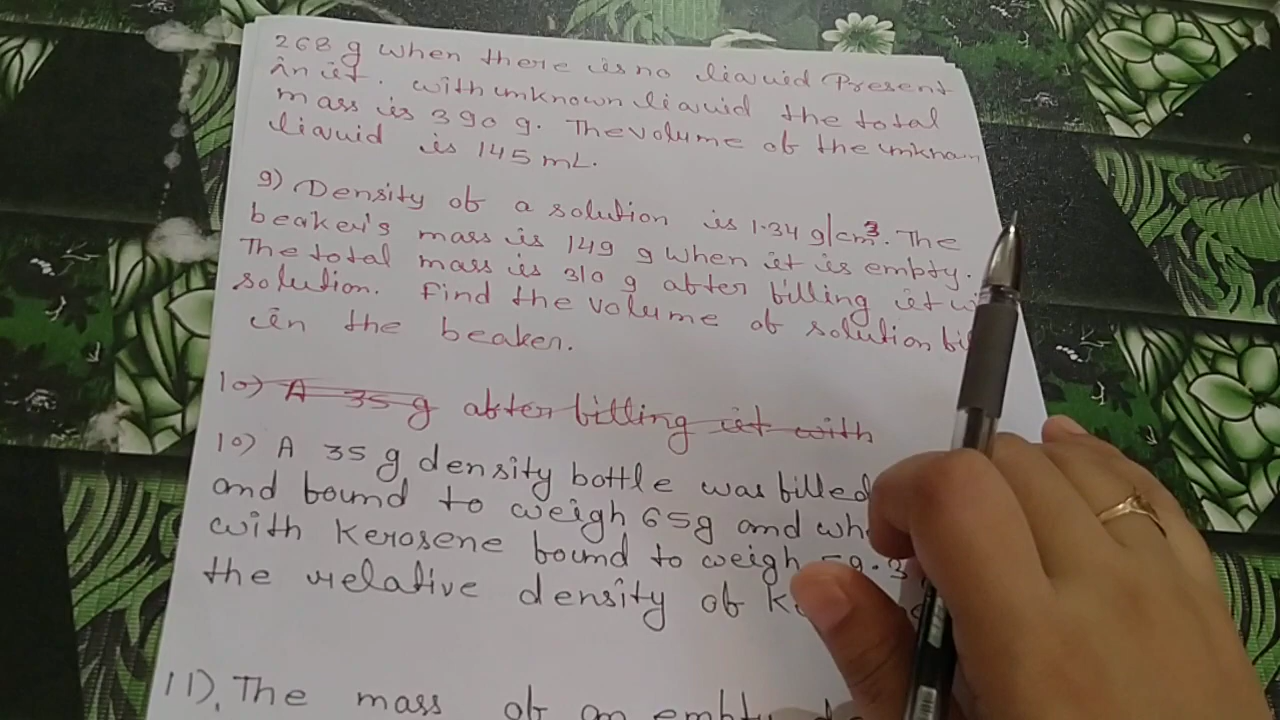 268 g when there is no liquid Present
in it. with unknown liquid the total
mass is 390 g. The volume of the unknown
liquid is 145 mL.
9) Density of a solution is 1.34 g/cm³. The
beaker's mass is 149 g when it is empty.
The total mass is 310 g after filling it
solution. Find the volume of solution
in the beaker.
10) A 35 g after filling it with
10) A 35 g density bottle was filled
and found to weigh 65g and
with Kerosene found to weigh
the relative density of
11). The mass of an empty